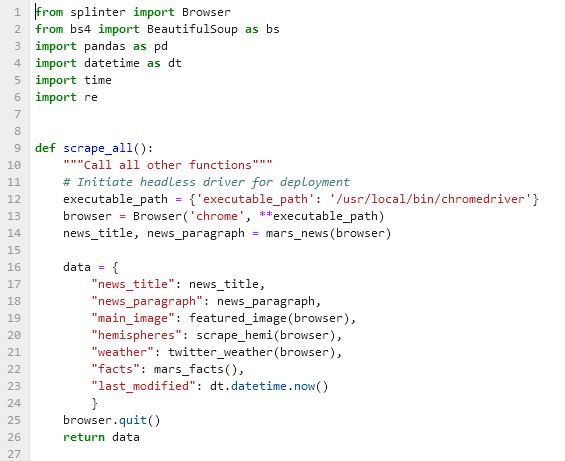 1 from splinter import Browser
2 from bs4 import BeautifulSoup as bs
3 import pandas as pd
4 import datetime as dt
5 import time
6 import re
7
8
9 def scrape_all():
10     """Call all other functions"""
11     # Initiate headless driver for deployment
12     executable_path = {'executable_path': '/usr/local/bin/chromedriver'}
13     browser = Browser('chrome', **executable_path)
14     news_title, news_paragraph = mars_news(browser)
15
16     data = {
17         "news_title": news_title,
18         "news_paragraph": news_paragraph,
19         "main_image": featured_image(browser),
20         "hemispheres": scrape_hemi(browser),
21         "weather": twitter_weather(browser),
22         "facts": mars_facts(),
23         "last_modified": dt.datetime.now()
24         }
25     browser.quit()
26     return data
27